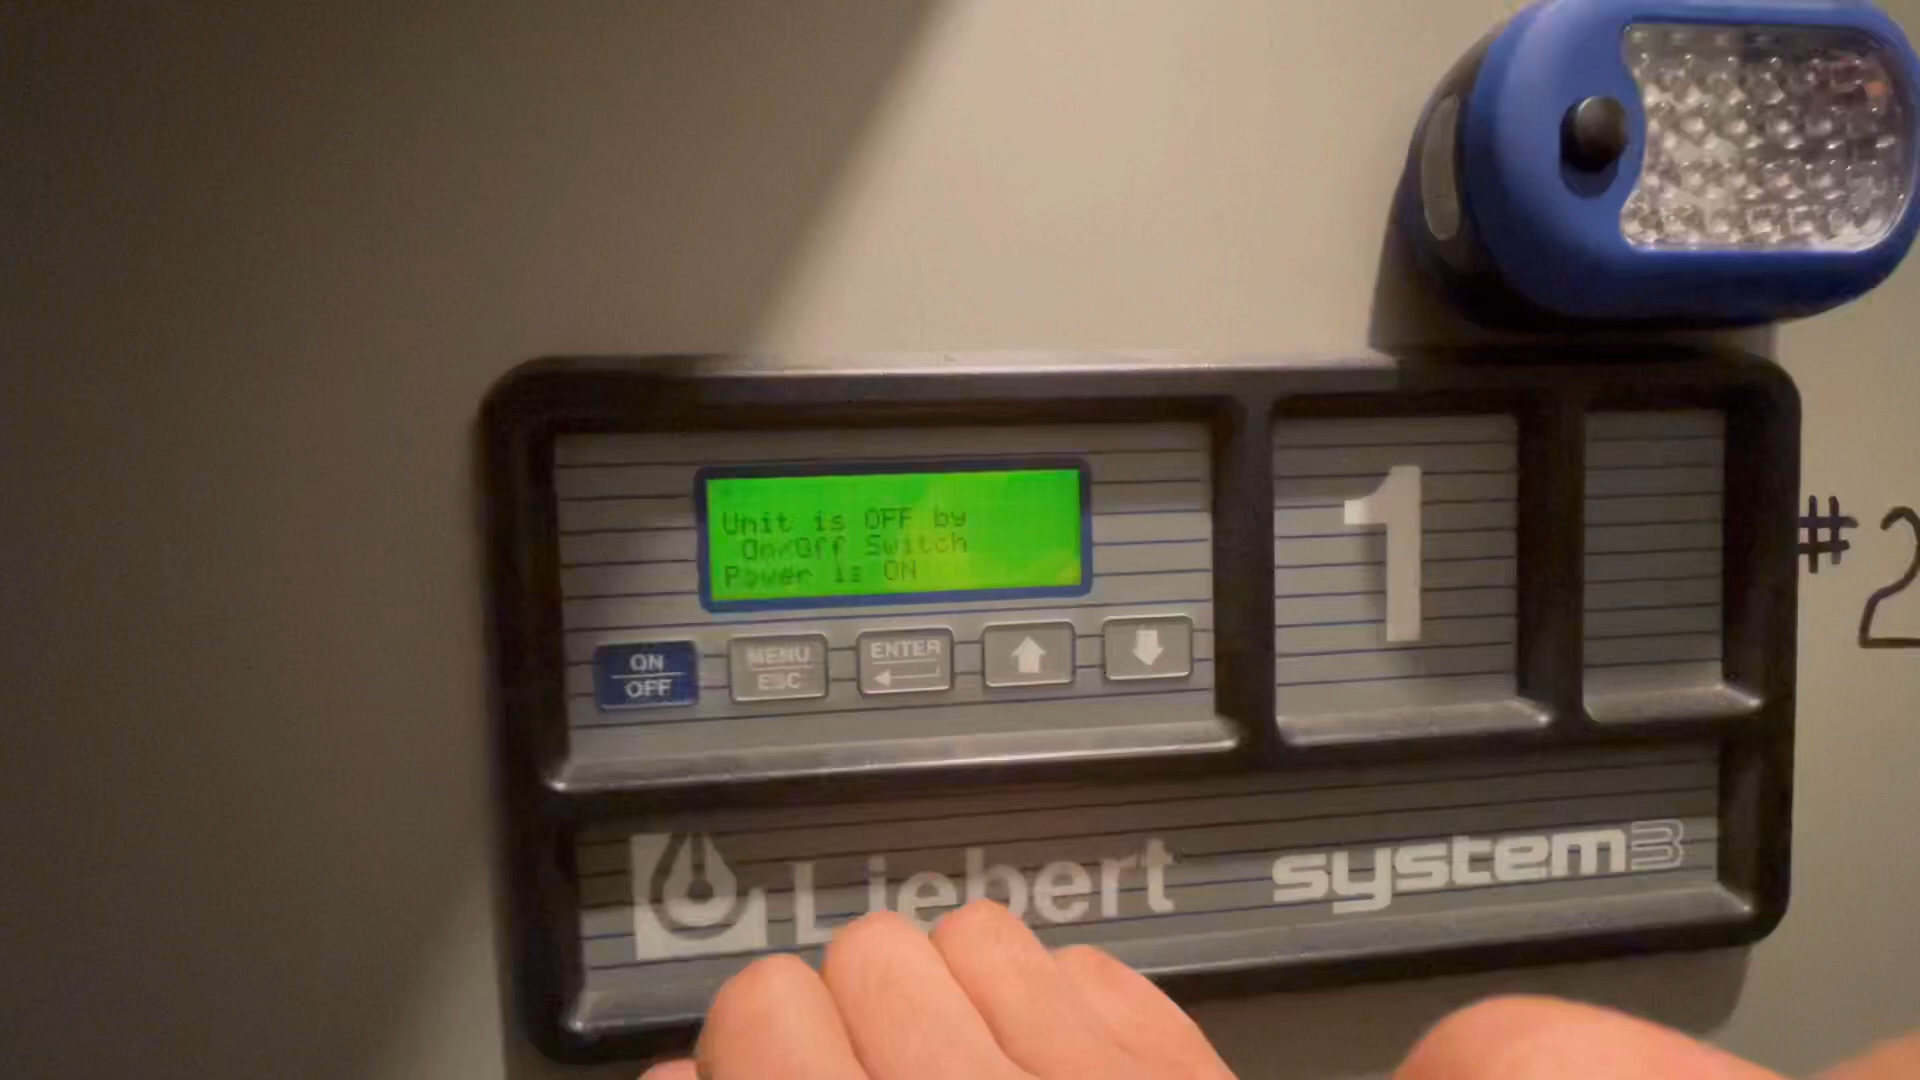 Unit is OFF by
On/Off Switch
Power is ON
ON
OFF
MENU
ESC
ENTER
1
#2
Liebert
system3